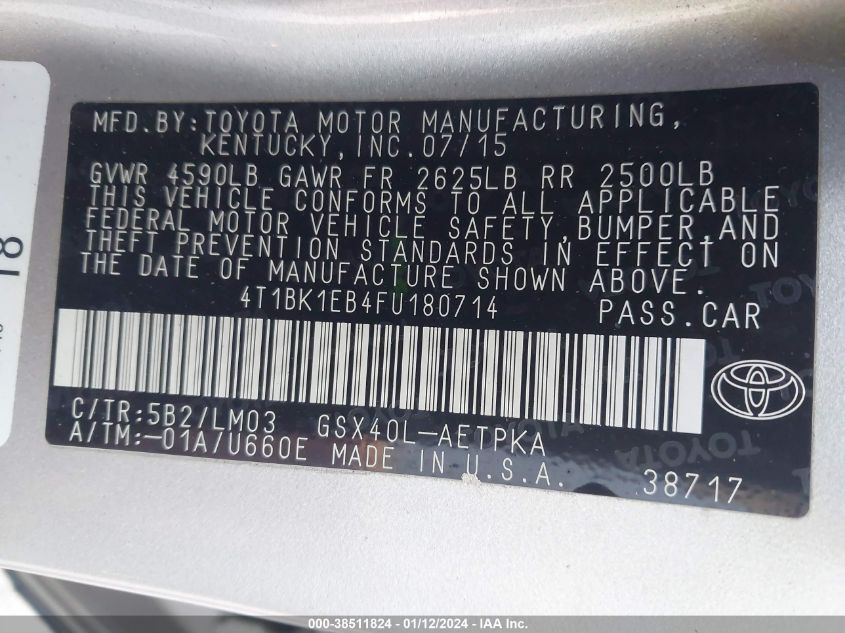 MFD.BY:TOYOTA MOTOR MANUFACTURING,
KENTUCKY, INC. 07/15
GVWR 4590LB GAWR FR 2625LB RR 2500LB
THIS VEHICLE CONFORMS TO ALL APPLICABLE
FEDERAL MOTOR VEHICLE SAFETY, BUMPER, AND
THEFT PREVENTION STANDARDS IN EFFECT ON
THE DATE OF MANUFACTURE SHOWN ABOVE.
4T1BK1EB4FU180714 PASS.CAR
C/TR:5B2/LM03 GSX40L-AETPKA
A/TM:-01A/U660E MADE IN U.S.A.
38717
000-38511824 - 01/12/2024 - IAA Inc.